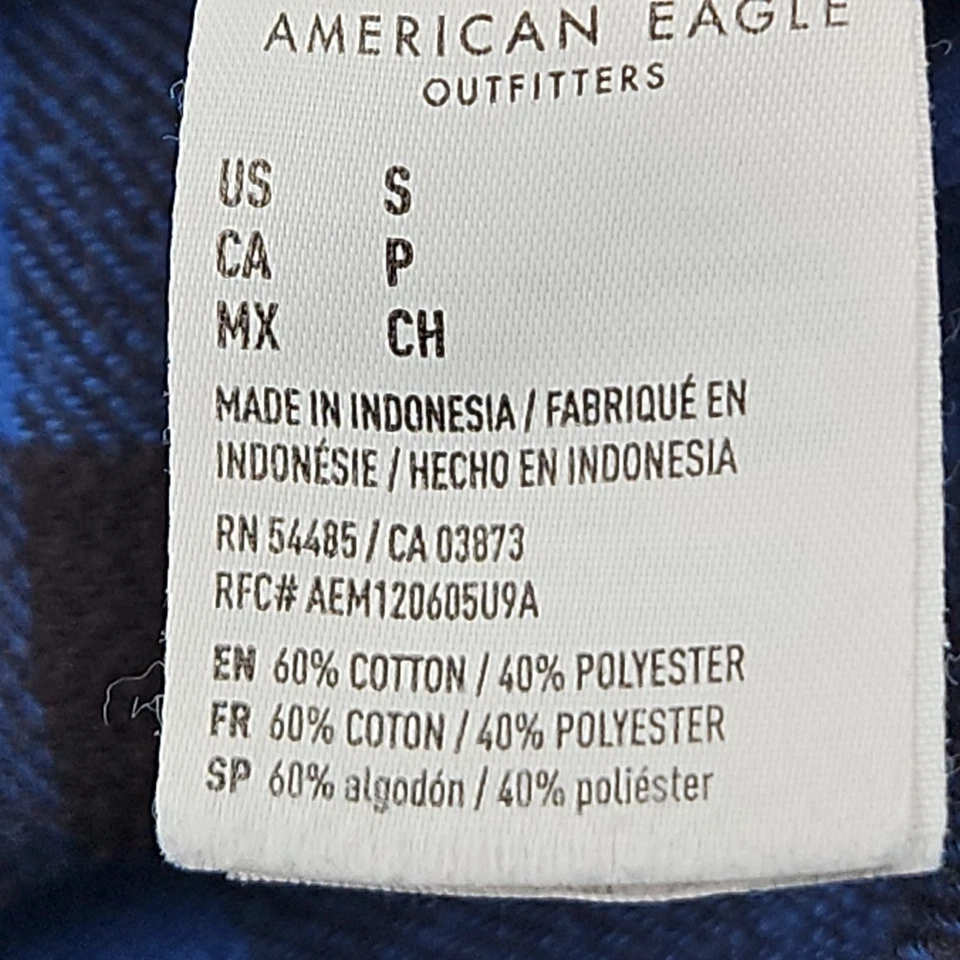 AMERICAN EAGLE
OUTFITTERS
US S
CA P
MX CH
MADE IN INDONESIA / FABRIQUÉ EN
INDONÉSIE / HECHO EN INDONESIA
RN 54485 / CA 03873
RFC# AEM120605U9A
EN 60% COTTON / 40% POLYESTER
FR 60% COTON / 40% POLYESTER
SP 60% algodón / 40% poliéster